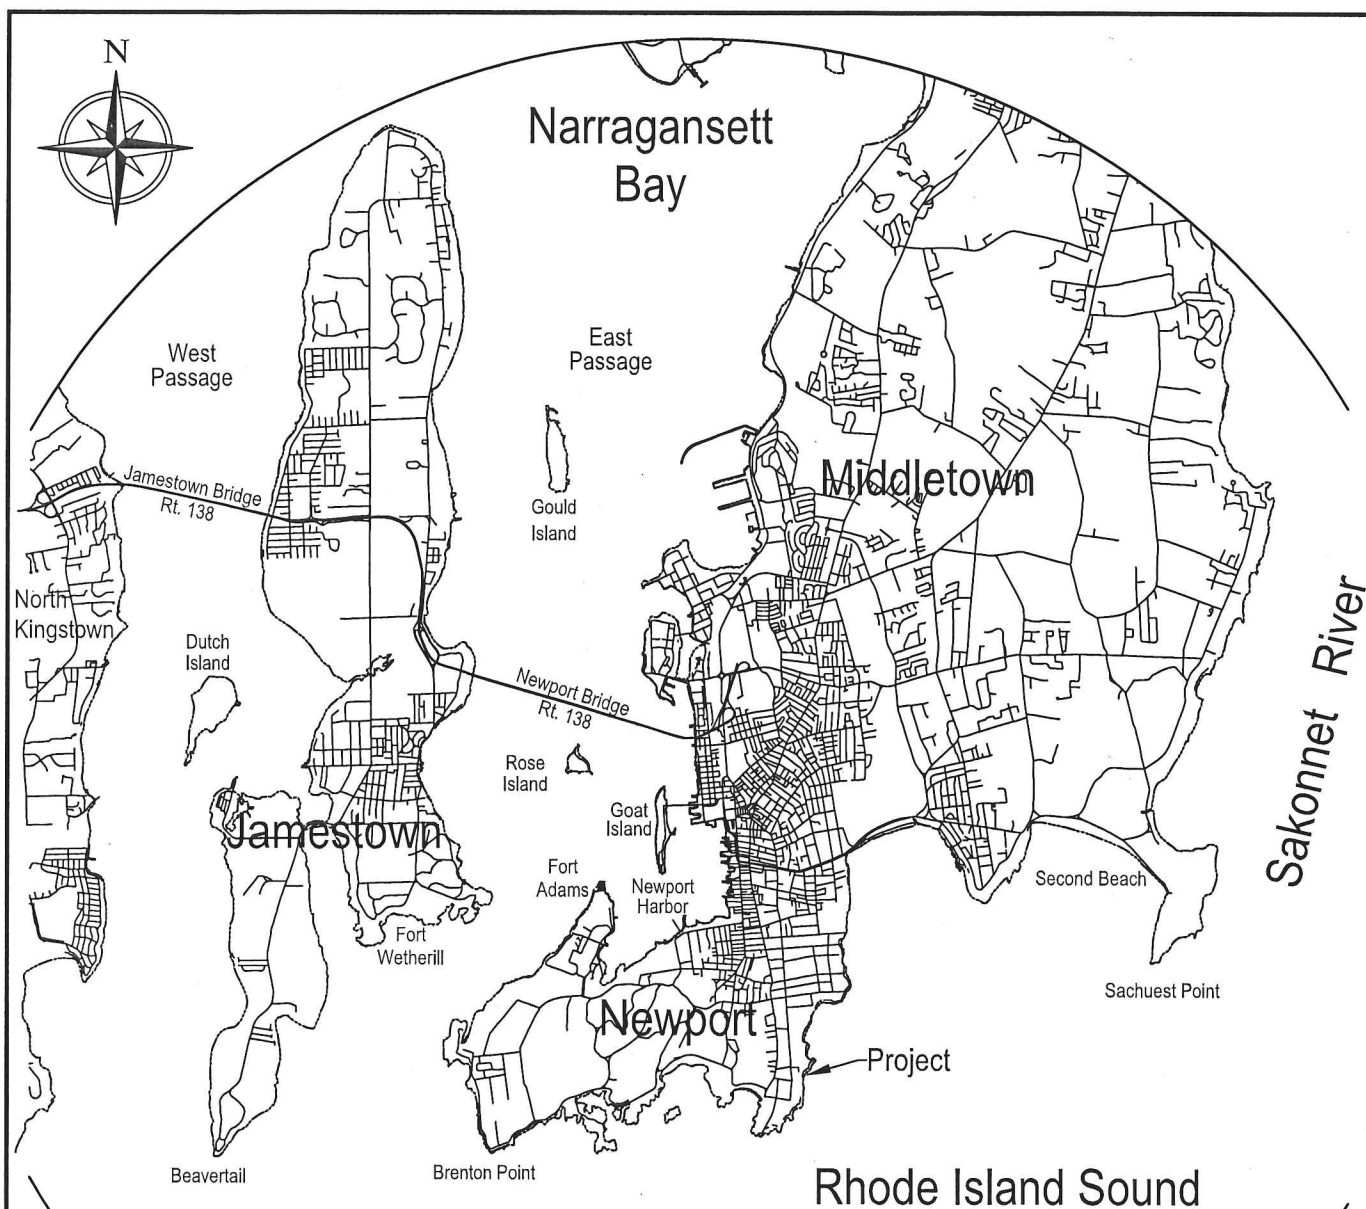 N
Narragansett
Bay
West
Passage
East
Passage
Gould
Island
Middletown
Jamestown Bridge
Rt. 138
North
Kingstown
Dutch
Island
Newport Bridge
Rt. 138
Rose
Island
Goat
Island
Jamestown
Fort
Adams
Newport
Harbor
Second Beach
Sakonnet River
Fort
Wetherill
Sachuest Point
Newport
Project
Beavertail
Brenton Point
Rhode Island Sound